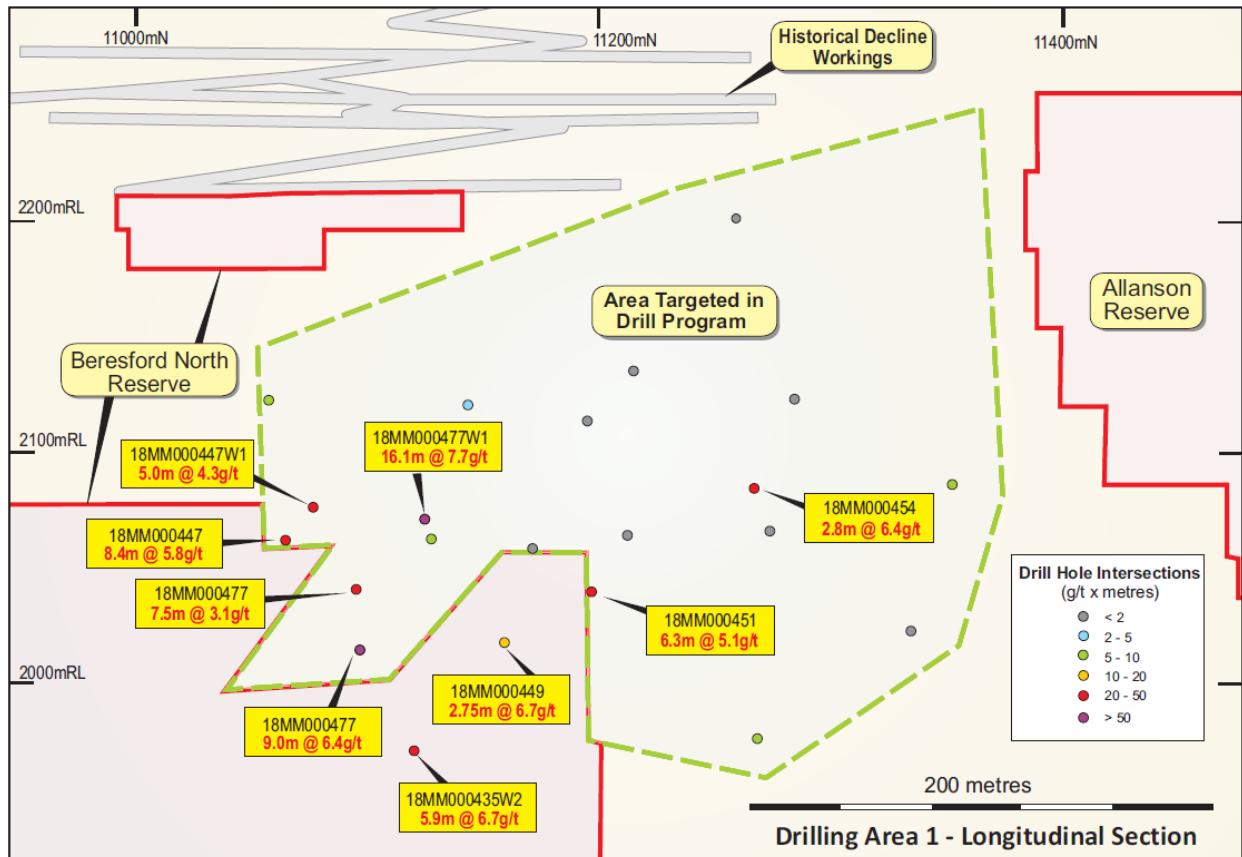 11000mN
11200mN
11400mN
Historical Decline
Workings
2200mRL
Area Targeted in
Drill Program
Allanson
Reserve
Beresford North
Reserve
2100mRL
18MM000447W1
5.0m @ 4.3g/t
18MM000477W1
16.1m @ 7.7g/t
18MM000447
8.4m @ 5.8g/t
18MM000454
2.8m @ 6.4g/t
18MM000477
7.5m @ 3.1g/t
18MM000451
6.3m @ 5.1g/t
2000mRL
18MM000449
2.75m @ 6.7g/t
18MM000477
9.0m @ 6.4g/t
18MM000435W2
5.9m @ 6.7g/t
Drill Hole Intersections
(g/t x metres)
< 2
2 - 5
5 - 10
10 - 20
20 - 50
> 50
200 metres
Drilling Area 1 - Longitudinal Section